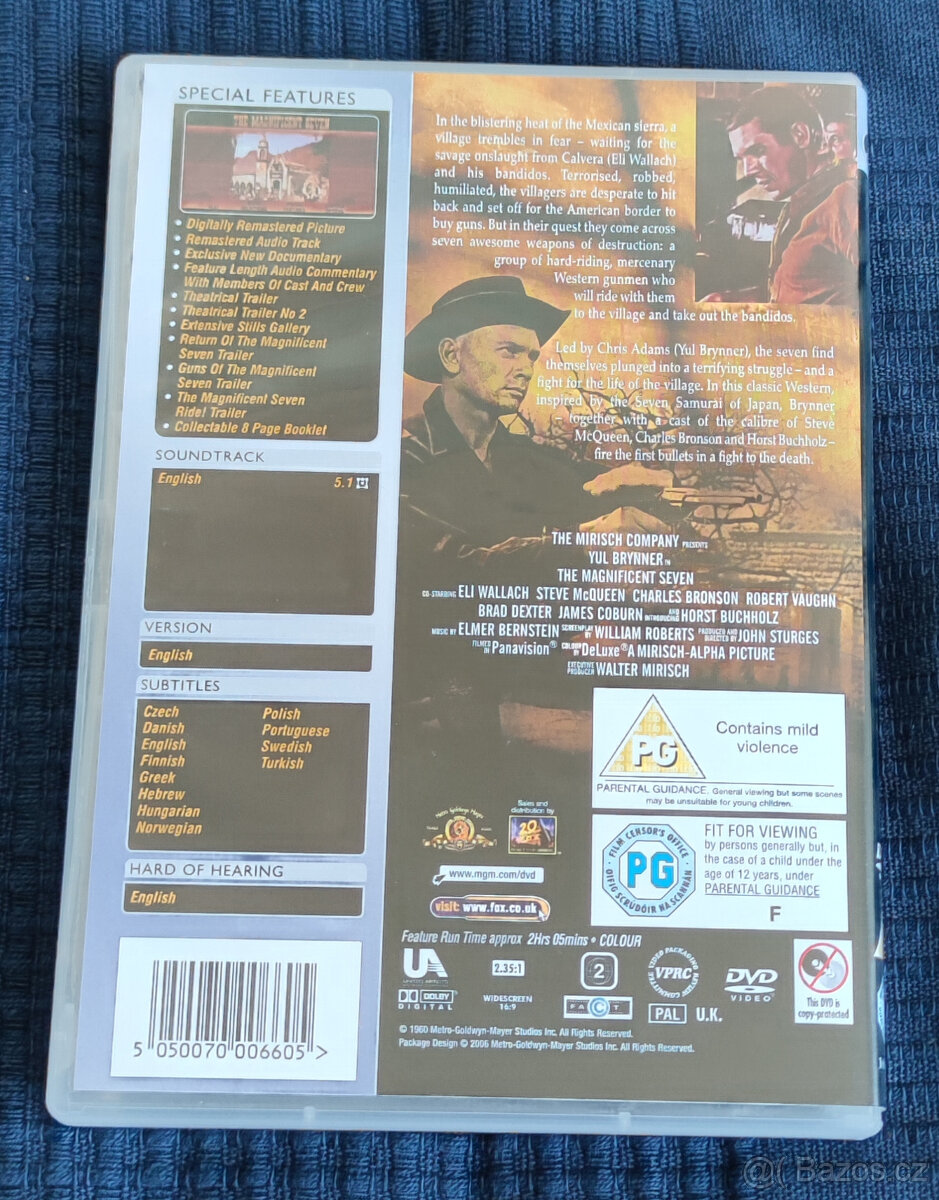 SPECIAL FEATURES
THE MAGNIFICENT SEVEN
• Digitally Remastered Picture
• Remastered Audio Track
• Exclusive New Documentary
• Feature Length Audio Commentary
With Members Of Cast And Crew
• Theatrical Trailer
• Theatrical Trailer No 2
• Extensive Stills Gallery
• Return Of The Magnificent
Seven Trailer
• Guns Of The Magnificent
Seven Trailer
• The Magnificent Seven
Ride! Trailer
• Collectable 8 Page Booklet
SOUNDTRACK
English 5.1
VERSION
English
SUBTITLES
Czech
Danish
English
Finnish
Greek
Hebrew
Hungarian
Norwegian
Polish
Portuguese
Swedish
Turkish
HARD OF HEARING
English
5 050070 006605 >
In the blistering heat of the Mexican sierra, a
village trembles in fear – waiting for the
savage onslaught from Calvera (Eli Wallach)
and his bandidos. Terrorised, robbed,
humiliated, the villagers are desperate to hit
back and set off for the American border to
buy guns. But in their quest they come across
seven awesome weapons of destruction: a
group of hard-riding, mercenary
Western gunmen who
will ride with them
to the village and take out the bandidos.
Led by Chris Adams (Yul Brynner), the seven find
themselves plunged into a terrifying struggle – and a
fight for the life of the village. In this classic Western,
inspired by the Seven Samurai of Japan, Brynner
– together with a cast of the calibre of Steve
McQueen, Charles Bronson and Horst Buchholz –
fire the first bullets in a fight to the death.
THE MIRISCH COMPANY PRESENTS
YUL BRYNNER IN
THE MAGNIFICENT SEVEN
CO-STARRING ELI WALLACH STEVE McQUEEN CHARLES BRONSON ROBERT VAUGHN
BRAD DEXTER JAMES COBURN AND INTRODUCING HORST BUCHHOLZ
MUSIC BY ELMER BERNSTEIN SCREENPLAY BY WILLIAM ROBERTS PRODUCED AND DIRECTED BY JOHN STURGES
FILMED IN Panavision® COLOUR BY DeLuxe® A MIRISCH-ALPHA PICTURE
EXECUTIVE PRODUCER WALTER MIRISCH
PG
Contains mild
violence
PARENTAL GUIDANCE. General viewing but some scenes
may be unsuitable for young children.
FILM CENSOR'S OFFICE
PG
OIFIG SCRÚDÓIR NA SCANNÁN
FIT FOR VIEWING
by persons generally but, in
the case of a child under the
age of 12 years, under
PARENTAL GUIDANCE
F
Sales and
distribution by
www.mgm.com/dvd
visit www.fox.co.uk
Feature Run Time approx 2Hrs 05mins • COLOUR
UA
UNITED ARTISTS
2.35:1
2
VIDEO PACKAGING REVIEW COMMITTEE
VPRC
DVD
VIDEO
DOLBY
DIGITAL
WIDESCREEN
16:9
FACT
PAL U.K.
This DVD is
copy-protected
© 1960 Metro-Goldwyn-Mayer Studios Inc. All Rights Reserved.
Package Design © 2006 Metro-Goldwyn-Mayer Studios Inc. All Rights Reserved.
@ Bazos.cz